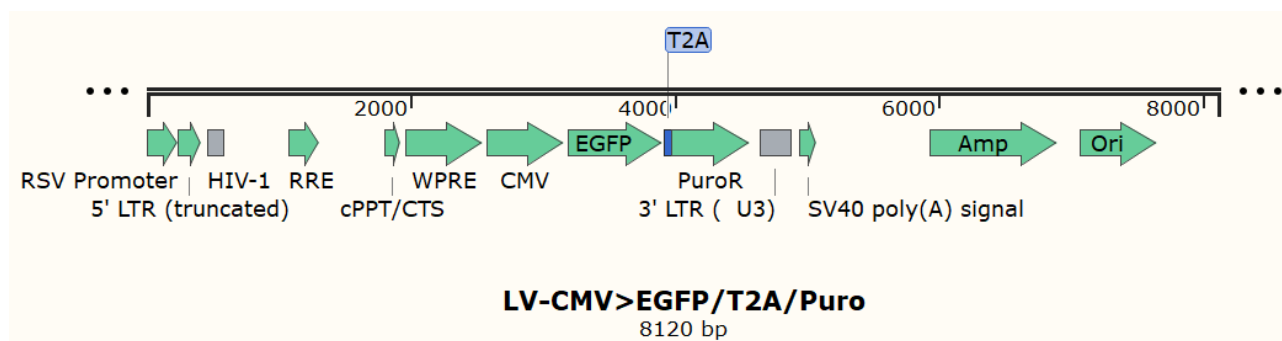 T2A
2000 4000 6000 8000
EGFP Amp Ori
RSV Promoter HIV-1 RRE WPRE CMV PuroR
5' LTR (truncated) cPPT/CTS 3' LTR ( U3) SV40 poly(A) signal
LV-CMV>EGFP/T2A/Puro
8120 bp